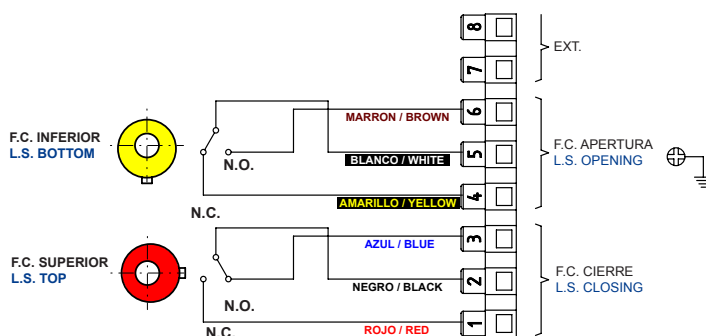 8
EXT.
7
MARRON / BROWN
6
F.C. INFERIOR
L.S. BOTTOM
N.O.
BLANCO / WHITE
5
F.C. APERTURA
L.S. OPENING
AMARILLO / YELLOW
4
N.C.
AZUL / BLUE
3
F.C. SUPERIOR
L.S. TOP
NEGRO / BLACK
2
F.C. CIERRE
L.S. CLOSING
N.O.
ROJO / RED
1
N.C.